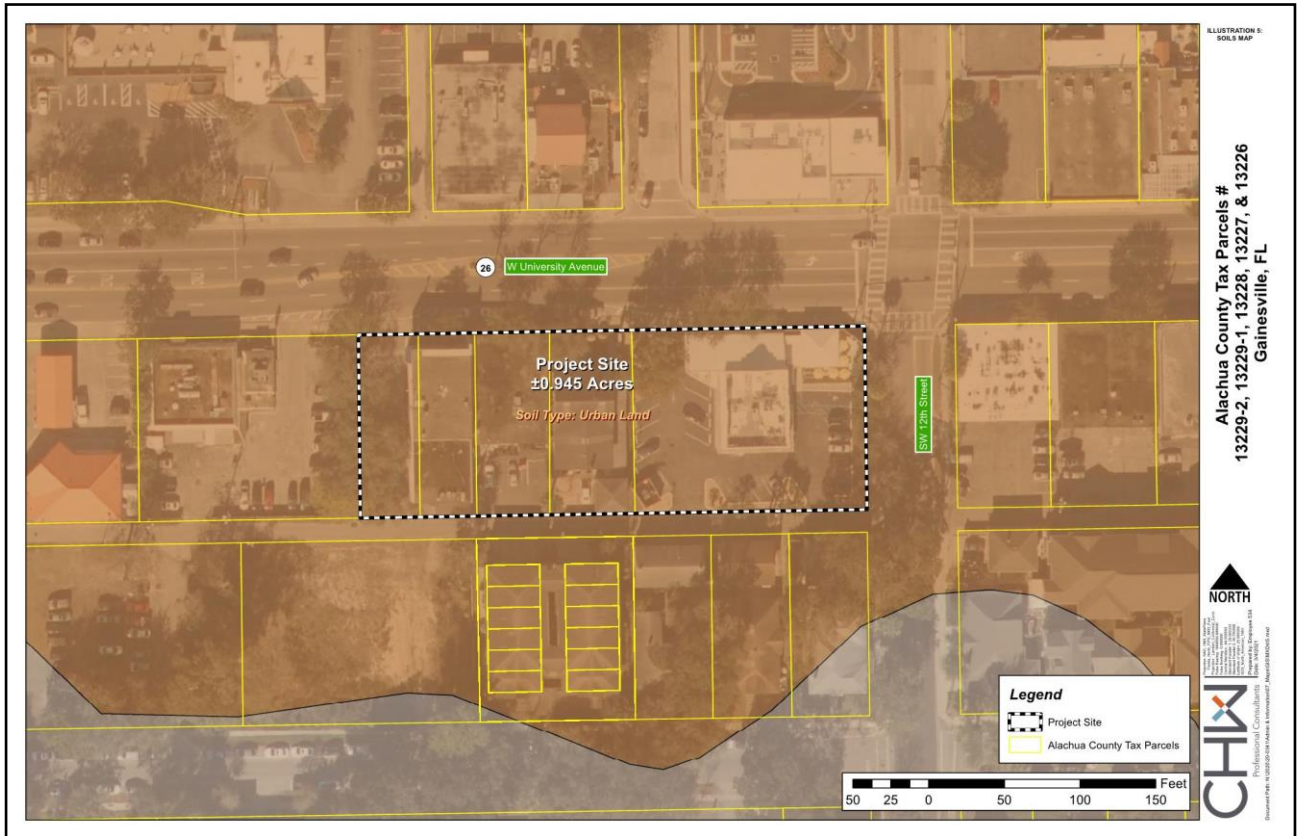 ILLUSTRATION 5:
SOILS MAP
Alachua County Tax Parcels #
13229-2, 13229-1, 13228, 13227, & 13226
Gainesville, FL
26
W University Avenue
Project Site
±0.945 Acres
Soil Type: Urban Land
SW 12th Street
NORTH
Legend
Project Site
Alachua County Tax Parcels
Feet
50 25 0 50 100 150
CHW
Professional Consultants